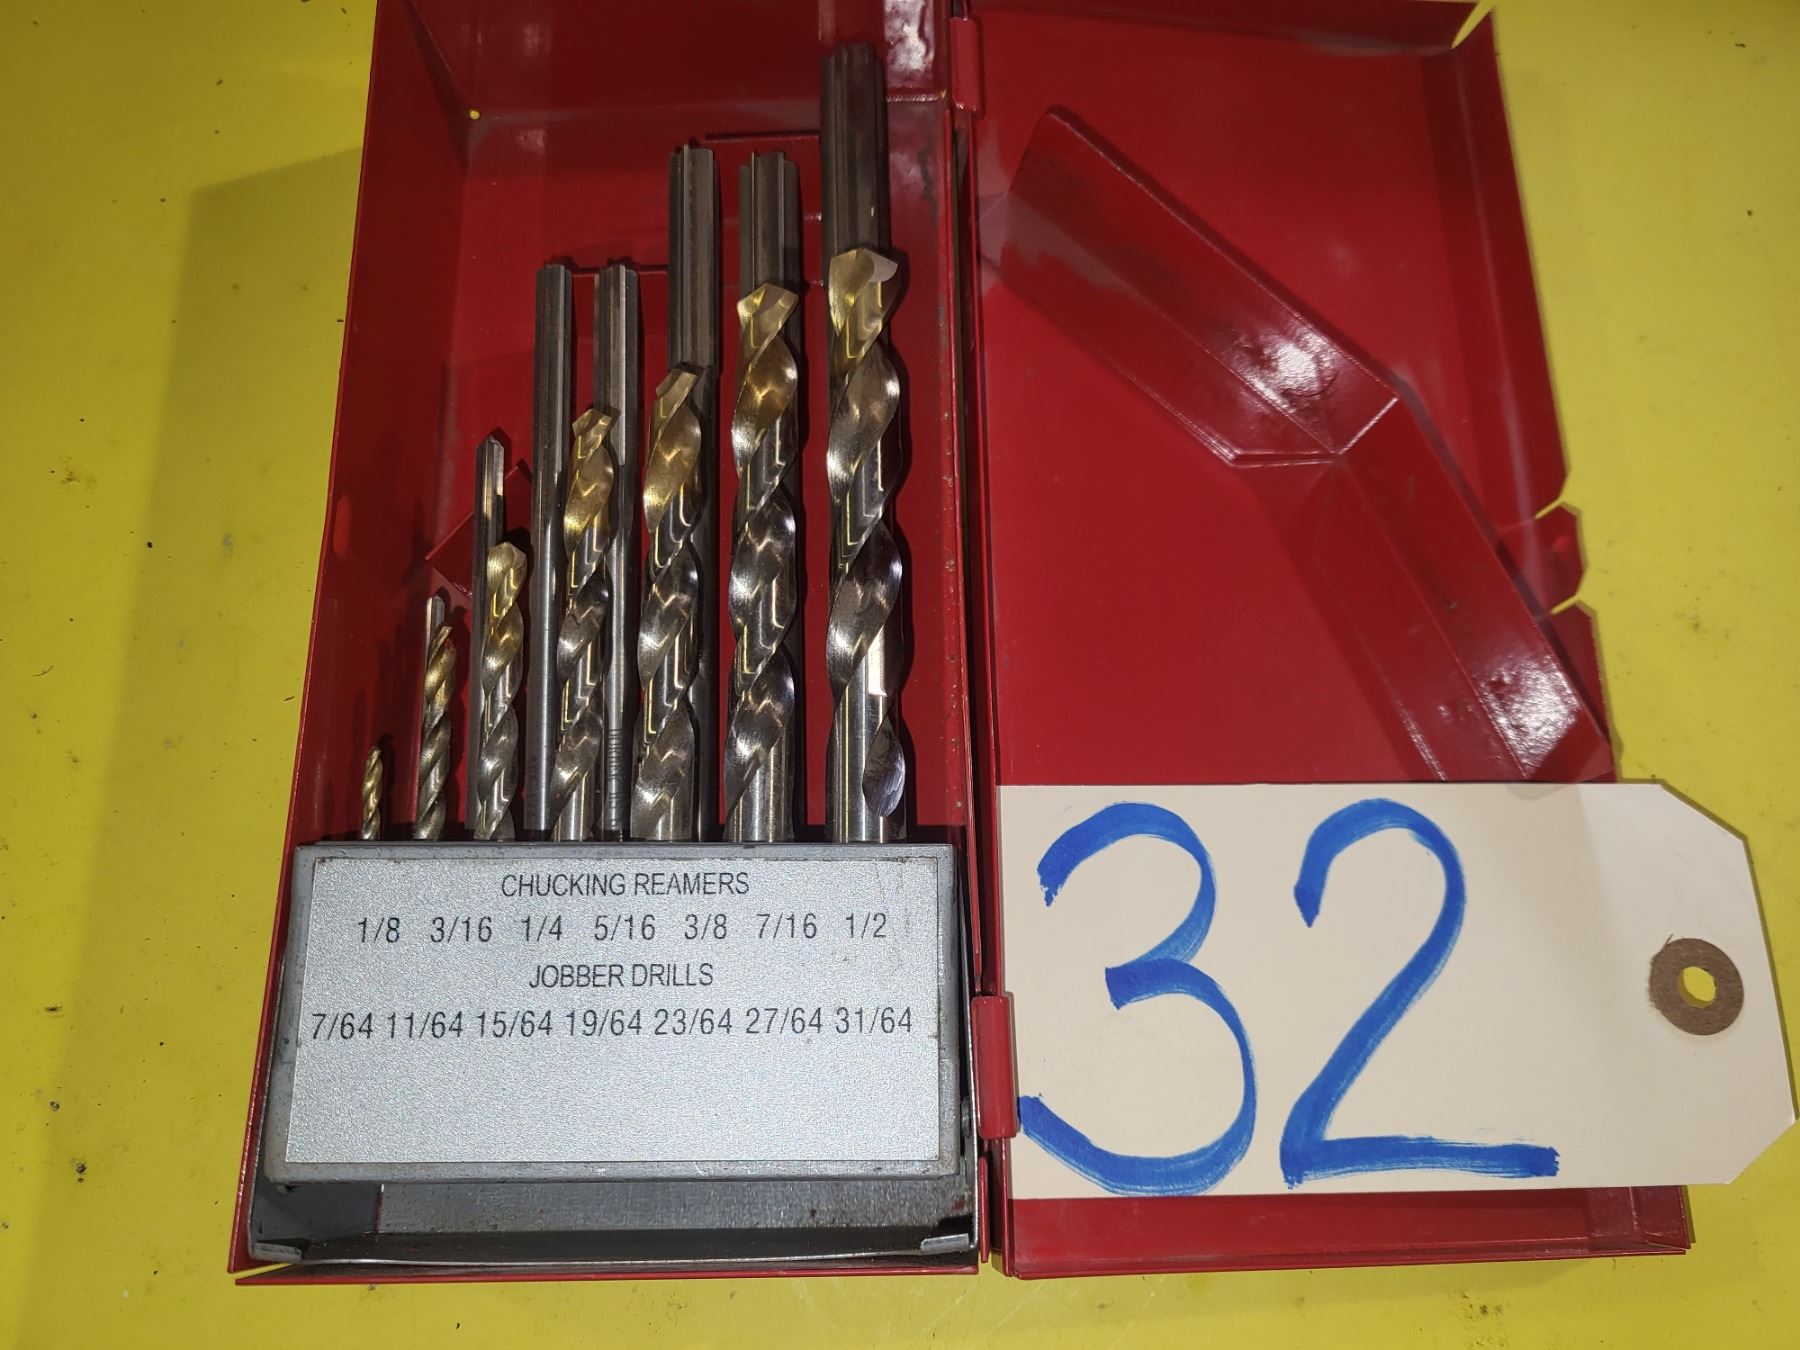 CHUCKING REAMERS
1/8 3/16 1/4 5/16 3/8 7/16 1/2
JOBBER DRILLS
7/64 11/64 15/64 19/64 23/64 27/64 31/64
32